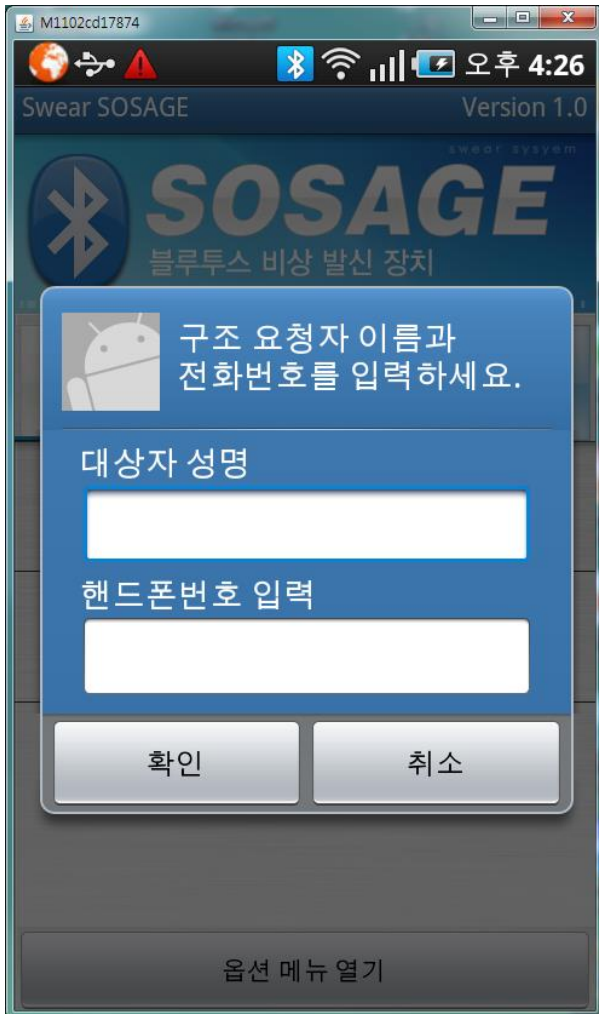 M1102cd17874
오후 4:26
Swear SOSAGE Version 1.0
swear sysyem
SOSAGE
블루투스 비상 발신 장치
구조 요청자 이름과
전화번호를 입력하세요.
대상자 성명
핸드폰번호 입력
확인 취소
옵션 메뉴 열기